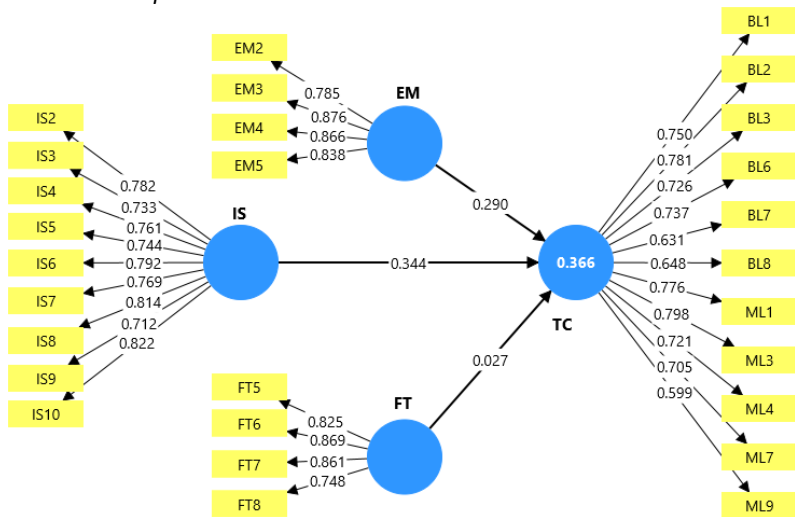 EM2
EM3
EM4
EM5
0.785
0.876
0.866
0.838
EM
IS2
IS3
IS4
IS5
IS6
IS7
IS8
IS9
IS10
0.782
0.733
0.761
0.744
0.792
0.769
0.814
0.712
0.822
IS
0.290
0.344
0.027
FT5
FT6
FT7
FT8
0.825
0.869
0.861
0.748
FT
0.366
TC
0.750
0.781
0.726
0.737
0.631
0.648
0.776
0.798
0.721
0.705
0.599
BL1
BL2
BL3
BL6
BL7
BL8
ML1
ML3
ML4
ML7
ML9